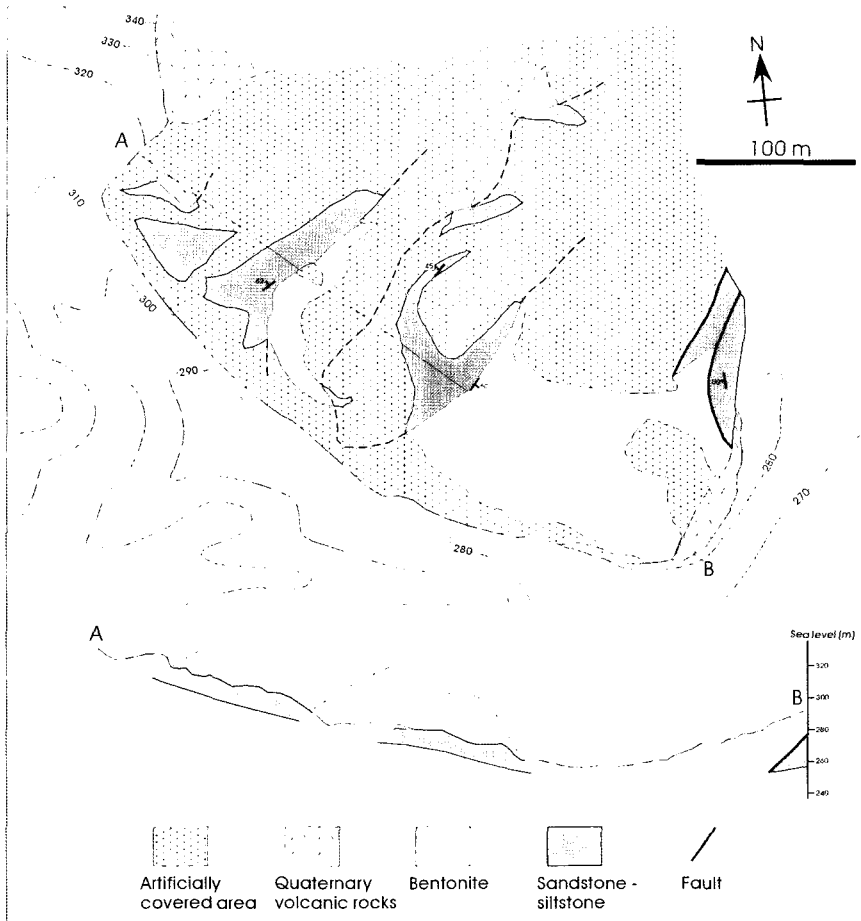 340
330
320
N
100 m
A
310
300
290
260
270
280
B
A
Sea level (m)
320
300
B
280
260
240
Artificially
covered area
Quaternary
volcanic rocks
Bentonite
Sandstone -
siltstone
Fault